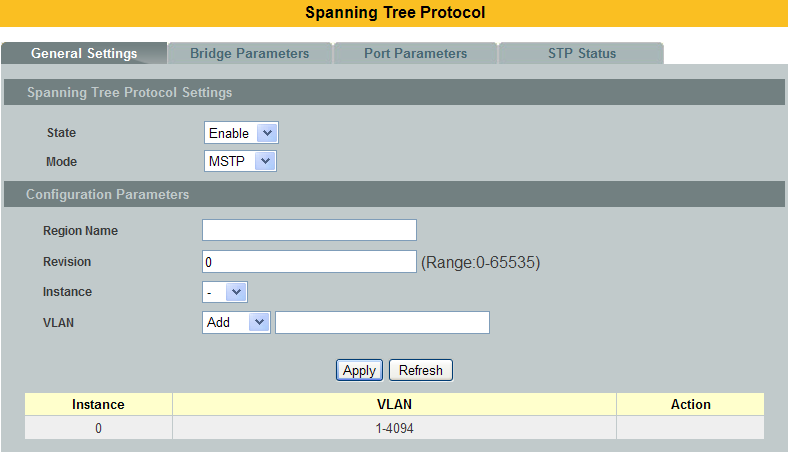 Spanning Tree Protocol
General Settings Bridge Parameters Port Parameters STP Status
Spanning Tree Protocol Settings
State Enable
Mode MSTP
Configuration Parameters
Region Name
Revision 0 (Range:0-65535)
Instance -
VLAN Add
Apply Refresh
Instance VLAN Action
0 1-4094